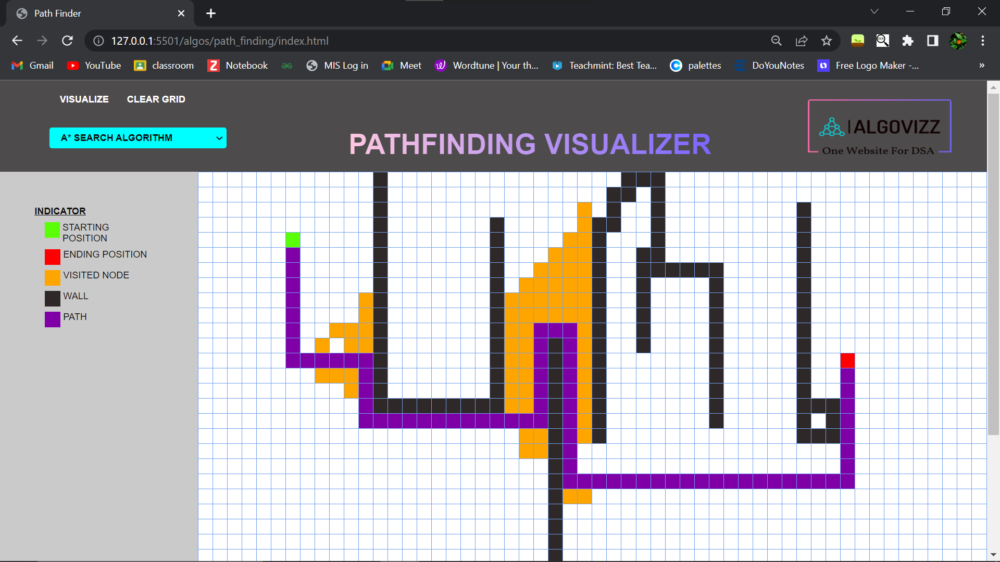 Path Finder
127.0.0.1:5501/algos/path_finding/index.html
Gmail YouTube classroom Notebook MIS Log in Meet Wordtune | Your th... Teachmint: Best Tea... palettes DoYouNotes Free Logo Maker -... »
VISUALIZE CLEAR GRID
A* SEARCH ALGORITHM
PATHFINDING VISUALIZER
ALGOVIZZ
One Website For DSA
INDICATOR
STARTING
POSITION
ENDING POSITION
VISITED NODE
WALL
PATH